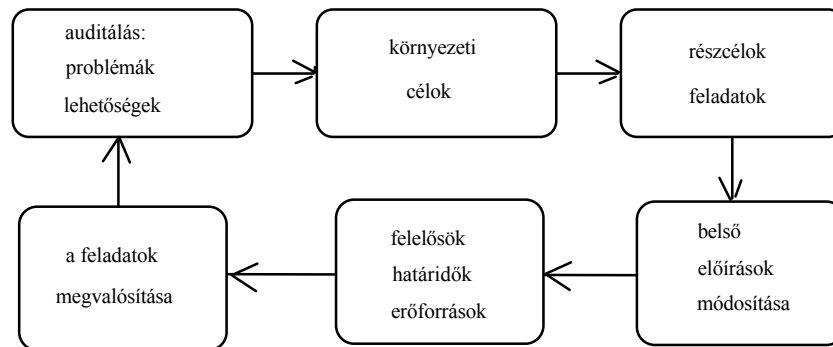 auditálás:
problémák
lehetőségek
környezeti
célok
részcélok
feladatok
belső
előírások
módosítása
felelősök
határidők
erőforrások
a feladatok
megvalósítása